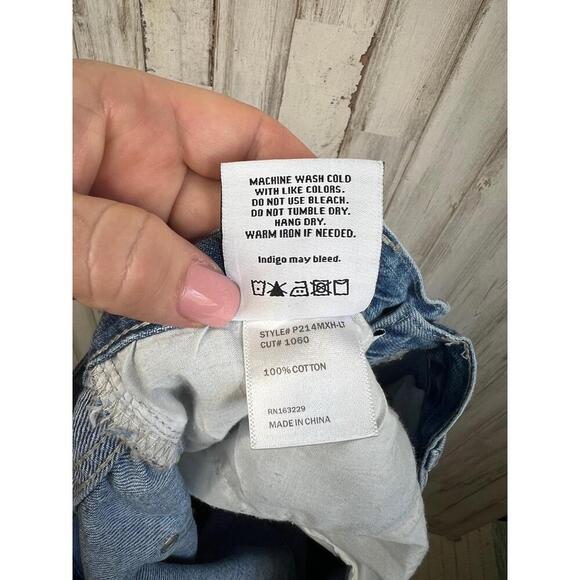 MACHINE WASH COLD
WITH LIKE COLORS.
DO NOT USE BLEACH.
DO NOT TUMBLE DRY.
HANG DRY.
WARM IRON IF NEEDED.
Indigo may bleed.
STYLE# P214MXH-LT
CUT# 1060
100% COTTON
RN163229
MADE IN CHINA